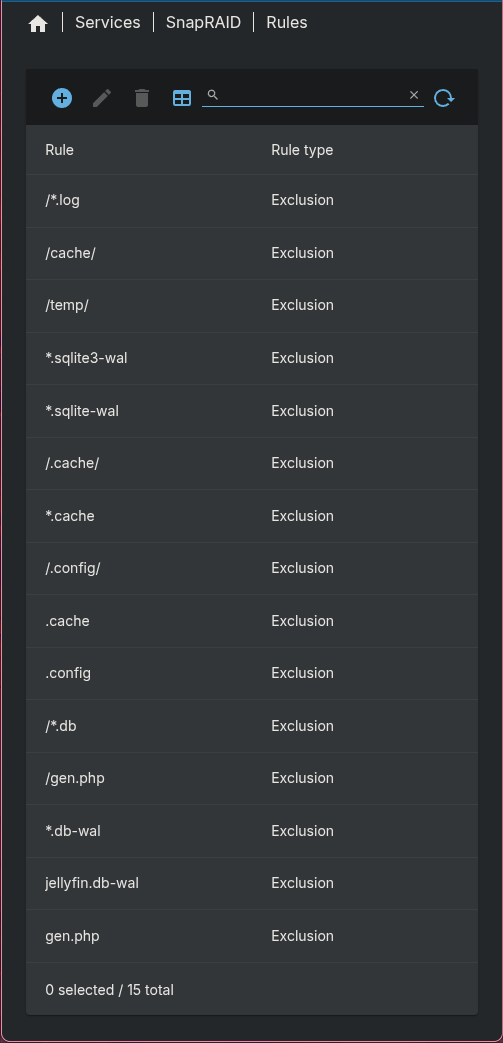 Services | SnapRAID | Rules
Rule Rule type
/*.log Exclusion
/cache/ Exclusion
/temp/ Exclusion
*.sqlite3-wal Exclusion
*.sqlite-wal Exclusion
/.cache/ Exclusion
*.cache Exclusion
/.config/ Exclusion
.cache Exclusion
.config Exclusion
/*.db Exclusion
/gen.php Exclusion
*.db-wal Exclusion
jellyfin.db-wal Exclusion
gen.php Exclusion
0 selected / 15 total